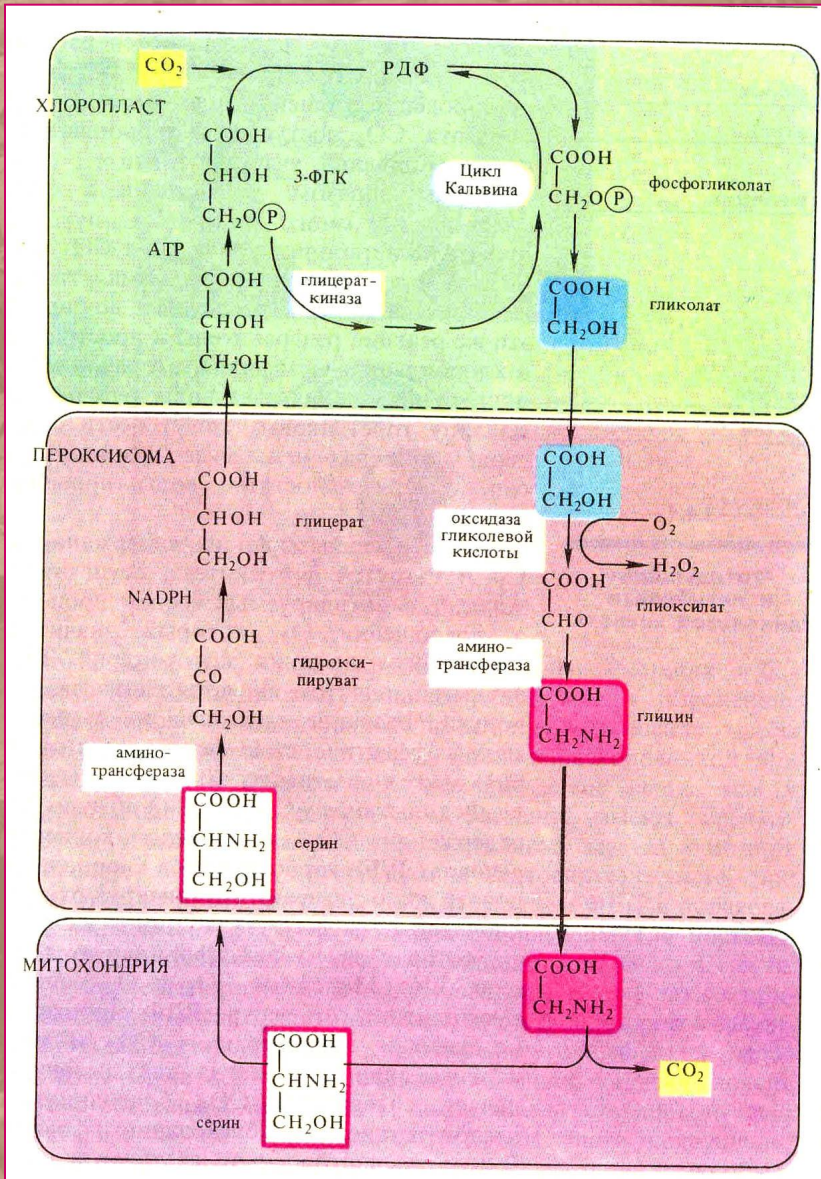 CO₂
РДФ
ХЛОРОПЛАСТ
COOH
CHOH
CH₂OP
3-ФГК
Цикл
Кальвина
COOH
CH₂OP
фосфогликолат
АТР
глицерат-
киназа
COOH
CHOH
CH₂OH
COOH
CH₂OH
гликолат
ПЕРОКСИСОМА
COOH
CHOH
CH₂OH
глицерат
COOH
CH₂OH
оксидаза
гликолевой
кислоты
O₂
H₂O₂
NADPH
COOH
CHO
глиоксилат
COOH
CO
CH₂OH
гидрокси-
пируват
амино-
трансфераза
COOH
CH₂NH₂
глицин
амино-
трансфераза
COOH
CHNH₂
CH₂OH
серин
МИТОХОНДРИЯ
COOH
CH₂NH₂
COOH
CHNH₂
CH₂OH
серин
CO₂